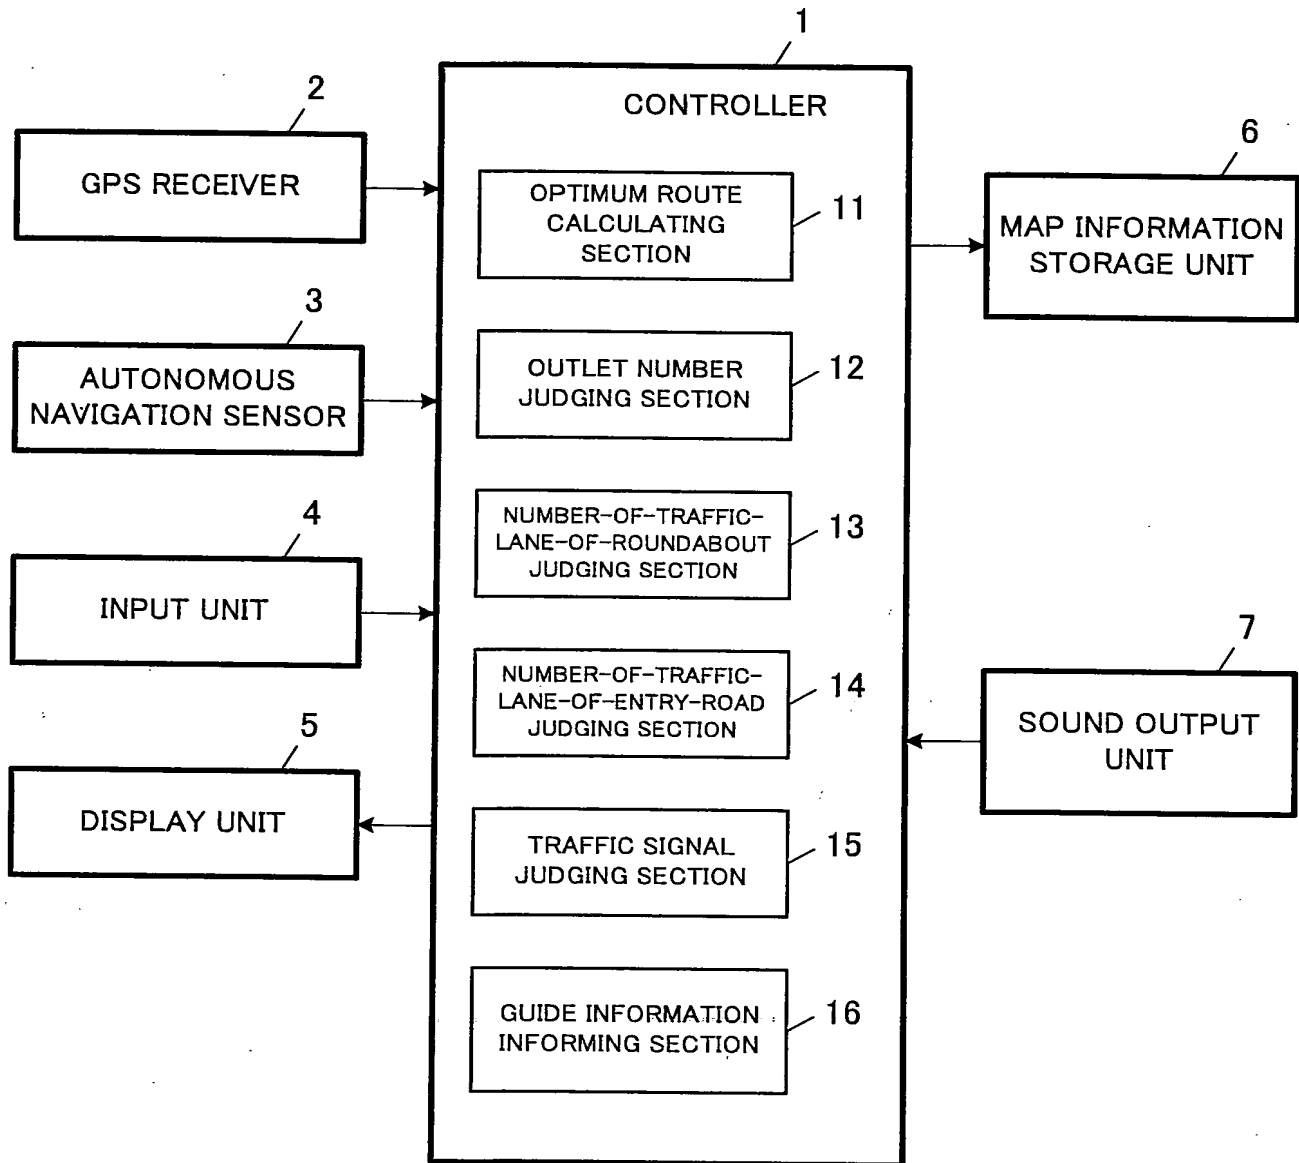 1
CONTROLLER
2
GPS RECEIVER
3
AUTONOMOUS
NAVIGATION SENSOR
4
INPUT UNIT
5
DISPLAY UNIT
OPTIMUM ROUTE
CALCULATING
SECTION
11
OUTLET NUMBER
JUDGING SECTION
12
NUMBER-OF-TRAFFIC-
LANE-OF-ROUNDABOUT
JUDGING SECTION
13
NUMBER-OF-TRAFFIC-
LANE-OF-ENTRY-ROAD
JUDGING SECTION
14
TRAFFIC SIGNAL
JUDGING SECTION
15
GUIDE INFORMATION
INFORMING SECTION
16
6
MAP INFORMATION
STORAGE UNIT
7
SOUND OUTPUT
UNIT